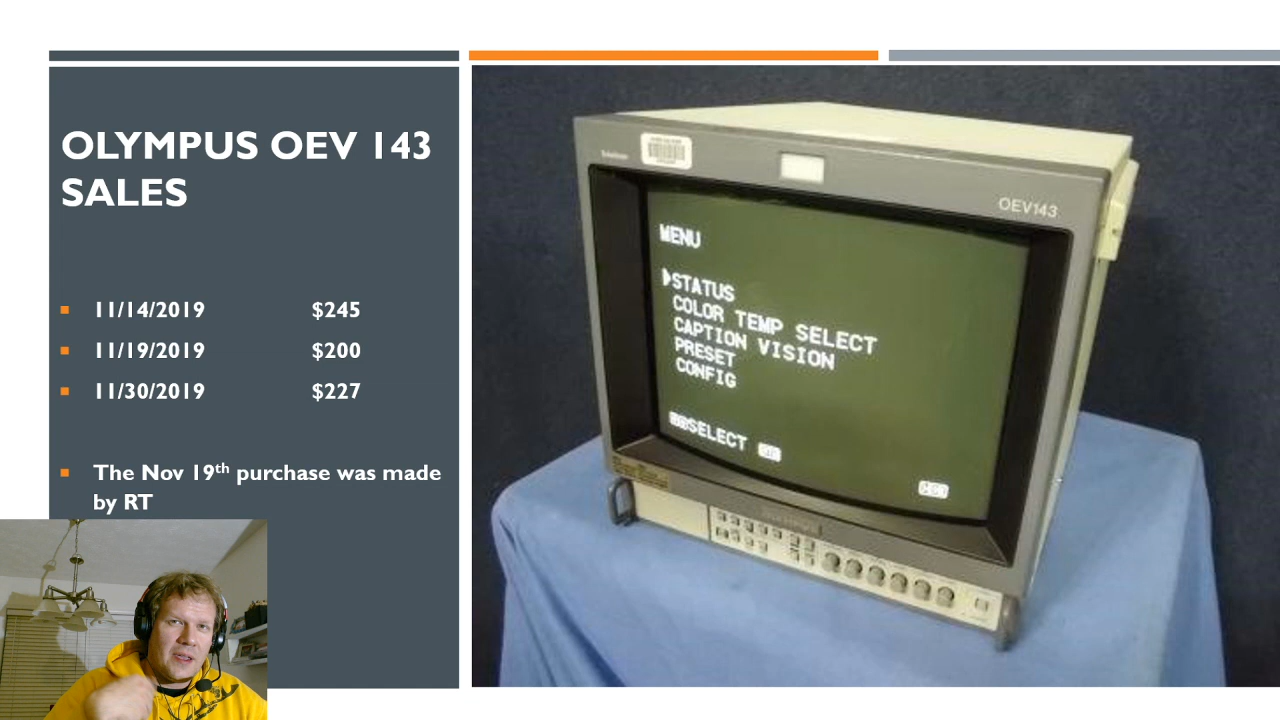 OLYMPUS OEV 143
SALES
11/14/2019 $245
11/19/2019 $200
11/30/2019 $227
The Nov 19th purchase was made
by RT
OEV143
MENU
STATUS
COLOR TEMP SELECT
CAPTION VISION
PRESET
CONFIG
SELECT